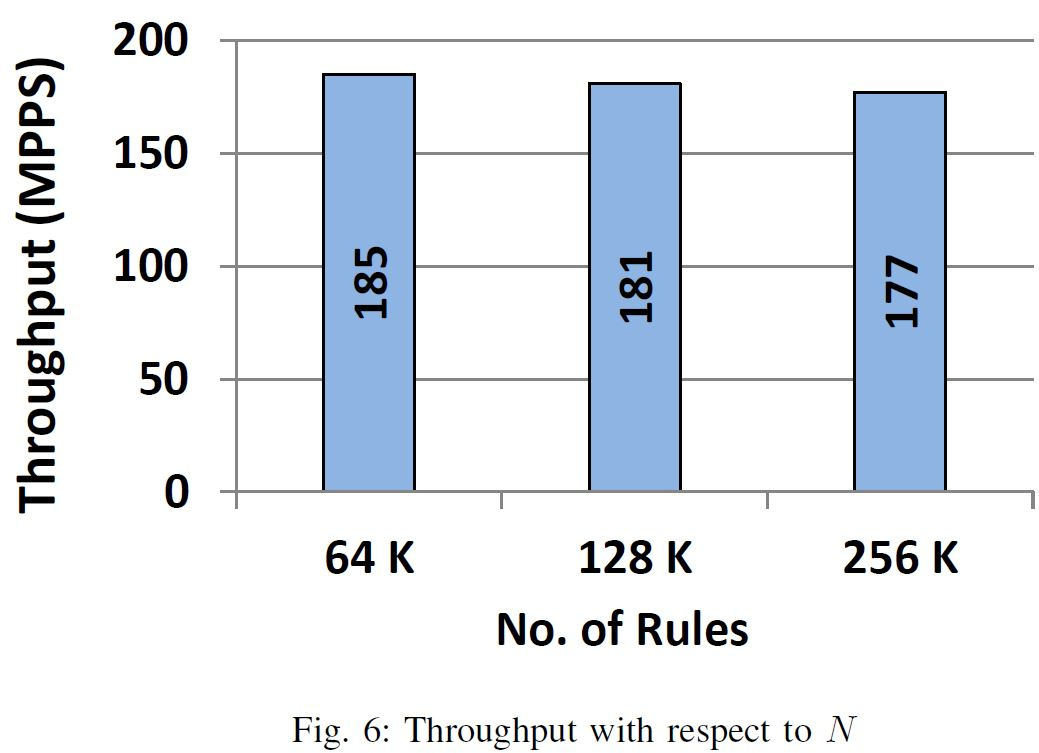 Throughput (MPPS)
200
150
100
50
0
185
181
177
64 K
128 K
256 K
No. of Rules
Fig. 6: Throughput with respect to N